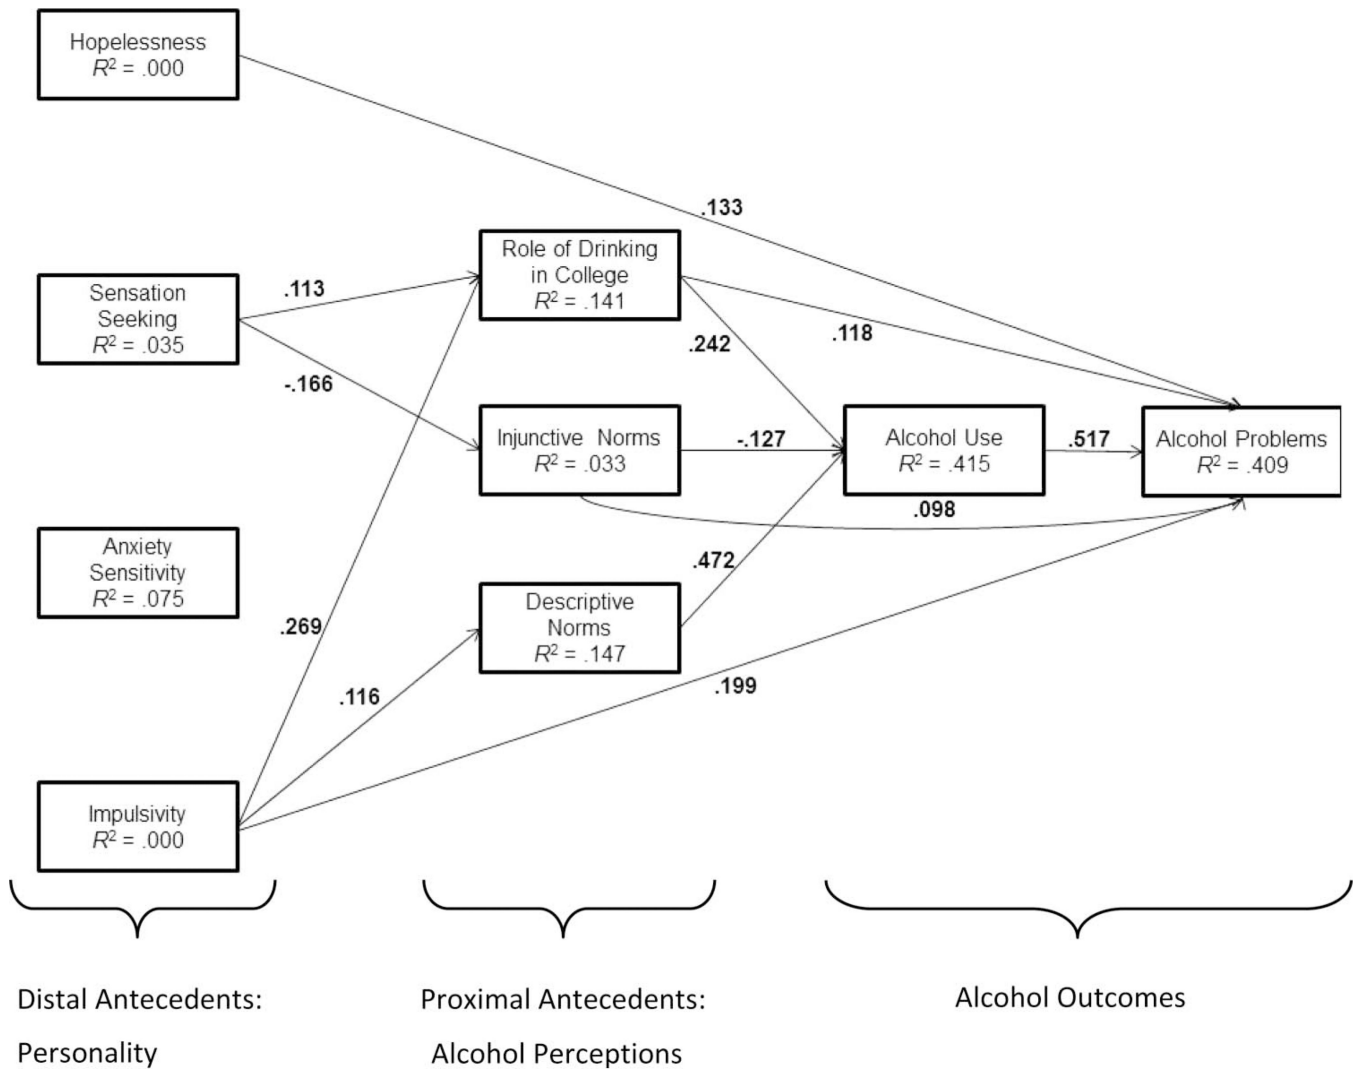 Hopelessness
R² = .000
.133
Role of Drinking
in College
R² = .141
Sensation
Seeking
R² = .035
.113
-.166
.242
.118
Injunctive Norms
R² = .033
-.127
Alcohol Use
R² = .415
.517
Alcohol Problems
R² = .409
.098
Anxiety
Sensitivity
R² = .075
.472
Descriptive
Norms
R² = .147
.269
.116
.199
Impulsivity
R² = .000
Distal Antecedents:
Personality
Proximal Antecedents:
Alcohol Perceptions
Alcohol Outcomes